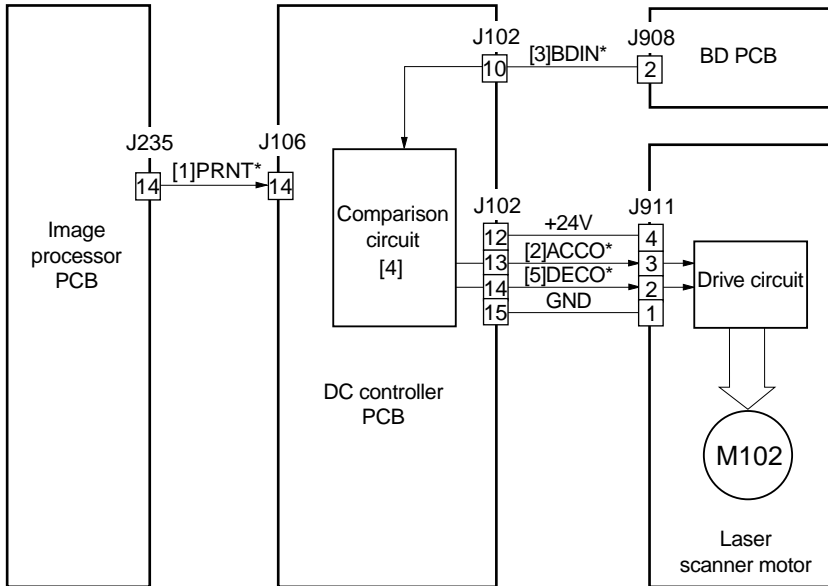 J102
J908
10
[3]BDIN*
2
BD PCB
J235
J106
14
[1]PRNT*
14
Image
processor
PCB
Comparison
circuit
[4]
J102
J911
12
+24V
4
13
[2]ACCO*
3
14
[5]DECO*
2
15
GND
1
Drive circuit
DC controller
PCB
M102
Laser
scanner motor